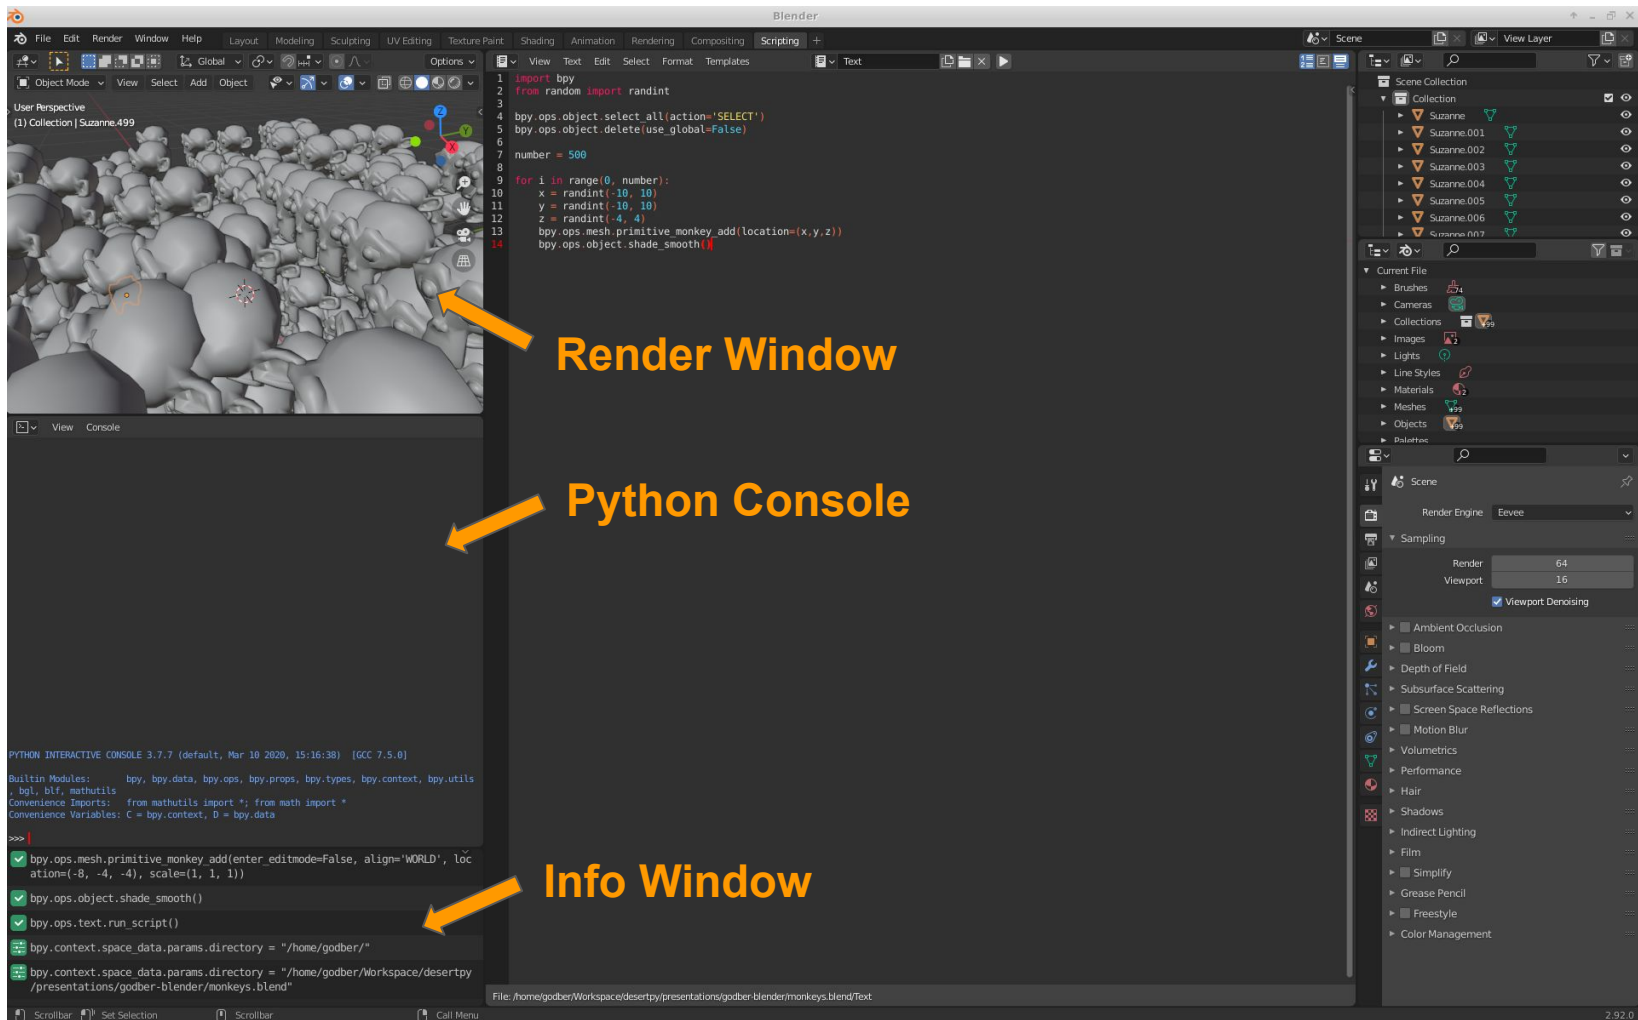 Blender
File Edit Render Window Help Layout Modeling Sculpting UV Editing Texture Paint Shading Animation Rendering Compositing Scripting + Scene View Layer
Global Options View Text Edit Select Format Templates Text
Object Mode View Select Add Object
User Perspective
(1) Collection | Suzanne.499
Z
Y
X
1 import bpy
2 from random import randint
3
4 bpy.ops.object.select_all(action='SELECT')
5 bpy.ops.object.delete(use_global=False)
6
7 number = 500
8
9 for i in range(0, number):
10 x = randint(-10, 10)
11 y = randint(-10, 10)
12 z = randint(-4, 4)
13 bpy.ops.mesh.primitive_monkey_add(location=(x,y,z))
14 bpy.ops.object.shade_smooth()
Render Window
View Console
Python Console
PYTHON INTERACTIVE CONSOLE 3.7.7 (default, Mar 10 2020, 15:16:38) [GCC 7.5.0]
Builtin Modules: bpy, bpy.data, bpy.ops, bpy.props, bpy.types, bpy.context, bpy.utils
, bgl, blf, mathutils
Convenience Imports: from mathutils import *; from math import *
Convenience Variables: C = bpy.context, D = bpy.data
>>>
bpy.ops.mesh.primitive_monkey_add(enter_editmode=False, align='WORLD', loc
ation=(-8, -4, -4), scale=(1, 1, 1))
bpy.ops.object.shade_smooth()
bpy.ops.text.run_script()
bpy.context.space_data.params.directory = "/home/godber/"
bpy.context.space_data.params.directory = "/home/godber/Workspace/desertpy
/presentations/godber-blender/monkeys.blend"
Info Window
File: /home/godber/Workspace/desertpy/presentations/godber-blender/monkeys.blend/Text
Scene Collection
Collection
Suzanne
Suzanne.001
Suzanne.002
Suzanne.003
Suzanne.004
Suzanne.005
Suzanne.006
Suzanne.007
Current File
Brushes 74
Cameras
Collections
Images 2
Lights
Line Styles
Materials 2
Meshes
Objects
Palettes
Scene
Render Engine Eevee
Sampling
Render 64
Viewport 16
Viewport Denoising
Ambient Occlusion
Bloom
Depth of Field
Subsurface Scattering
Screen Space Reflections
Motion Blur
Volumetrics
Performance
Hair
Shadows
Indirect Lighting
Film
Simplify
Grease Pencil
Freestyle
Color Management
Scrollbar Set Selection Scrollbar Call Menu 2.92.0